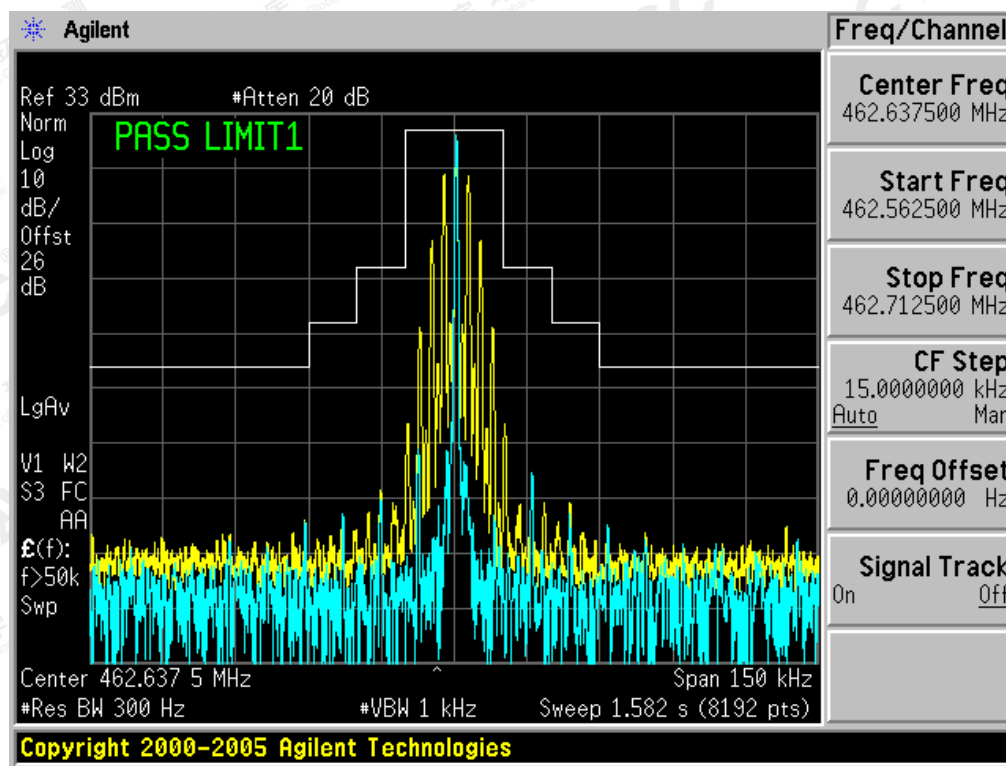 Agilent
Freq/Channel
Ref 33 dBm #Atten 20 dB
Norm
Log
10
dB/
Offst
26
dB
PASS LIMIT1
LgAv
V1 W2
S3 FC
AA
£(f):
f>50k
Swp
Center 462.637 5 MHz Span 150 kHz
#Res BW 300 Hz #VBW 1 kHz Sweep 1.582 s (8192 pts)
Copyright 2000-2005 Agilent Technologies
Center Freq
462.637500 MHz
Start Freq
462.562500 MHz
Stop Freq
462.712500 MHz
CF Step
15.0000000 kHz
Auto Man
Freq Offset
0.00000000 Hz
Signal Track
On Off